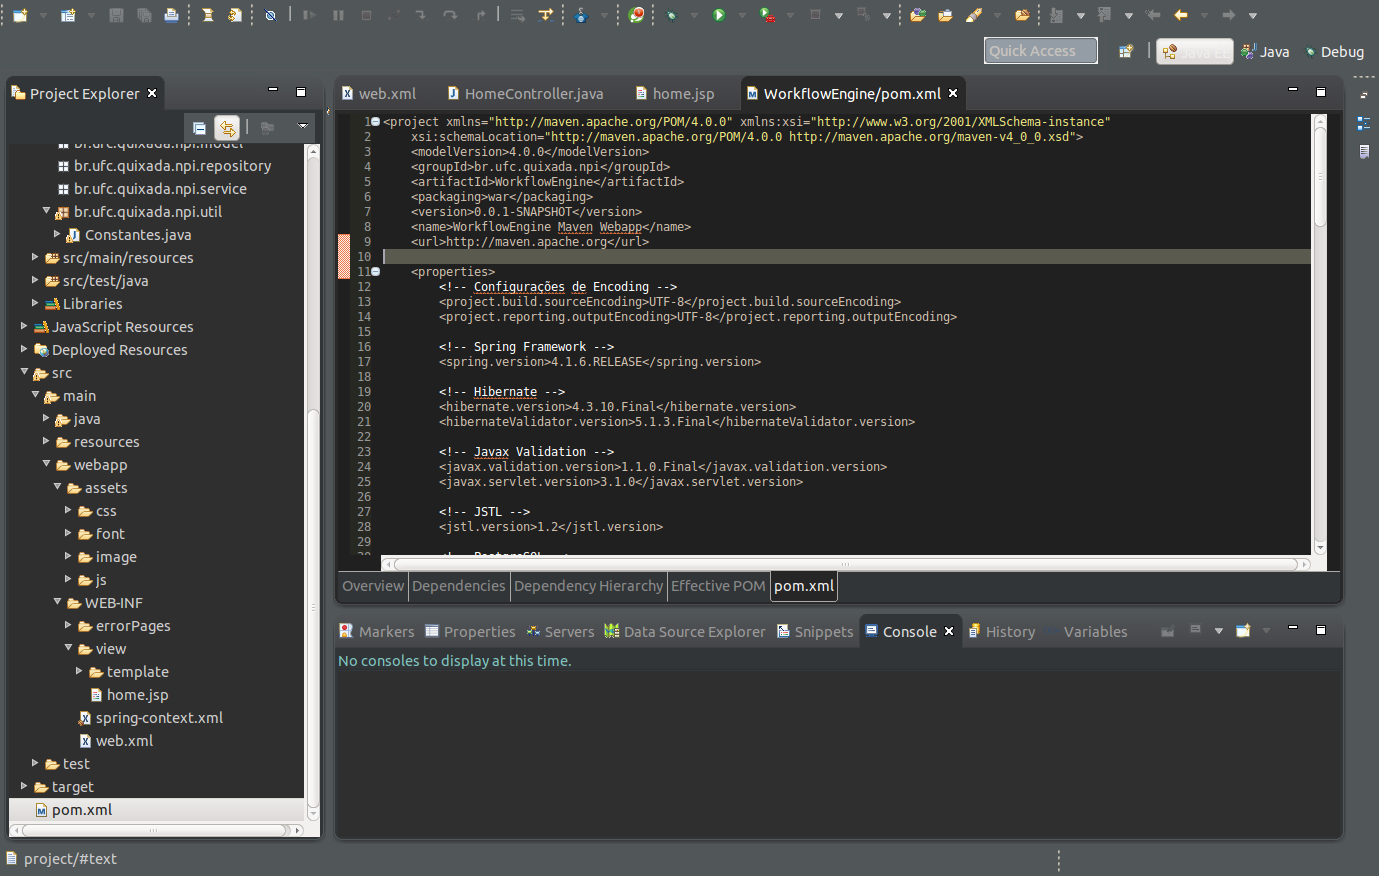 Quick Access
Java EE
Java
Debug
Project Explorer
br.ufc.quixada.npi.model
br.ufc.quixada.npi.repository
br.ufc.quixada.npi.service
br.ufc.quixada.npi.util
Constantes.java
src/main/resources
src/test/java
Libraries
JavaScript Resources
Deployed Resources
src
main
java
resources
webapp
assets
css
font
image
js
WEB-INF
errorPages
view
template
home.jsp
spring-context.xml
web.xml
test
target
pom.xml
web.xml
HomeController.java
home.jsp
WorkflowEngine/pom.xml
1 <project xmlns="http://maven.apache.org/POM/4.0.0" xmlns:xsi="http://www.w3.org/2001/XMLSchema-instance"
2 xsi:schemaLocation="http://maven.apache.org/POM/4.0.0 http://maven.apache.org/maven-v4_0_0.xsd">
3 <modelVersion>4.0.0</modelVersion>
4 <groupId>br.ufc.quixada.npi</groupId>
5 <artifactId>WorkflowEngine</artifactId>
6 <packaging>war</packaging>
7 <version>0.0.1-SNAPSHOT</version>
8 <name>WorkflowEngine Maven Webapp</name>
9 <url>http://maven.apache.org</url>
10
11 <properties>
12 <!-- Configurações de Encoding -->
13 <project.build.sourceEncoding>UTF-8</project.build.sourceEncoding>
14 <project.reporting.outputEncoding>UTF-8</project.reporting.outputEncoding>
15
16 <!-- Spring Framework -->
17 <spring.version>4.1.6.RELEASE</spring.version>
18
19 <!-- Hibernate -->
20 <hibernate.version>4.3.10.Final</hibernate.version>
21 <hibernateValidator.version>5.1.3.Final</hibernateValidator.version>
22
23 <!-- Javax Validation -->
24 <javax.validation.version>1.1.0.Final</javax.validation.version>
25 <javax.servlet.version>3.1.0</javax.servlet.version>
26
27 <!-- JSTL -->
28 <jstl.version>1.2</jstl.version>
29
30 <!-- PostgreSQL -->
Overview
Dependencies
Dependency Hierarchy
Effective POM
pom.xml
Markers
Properties
Servers
Data Source Explorer
Snippets
Console
History
Variables
No consoles to display at this time.
project/#text